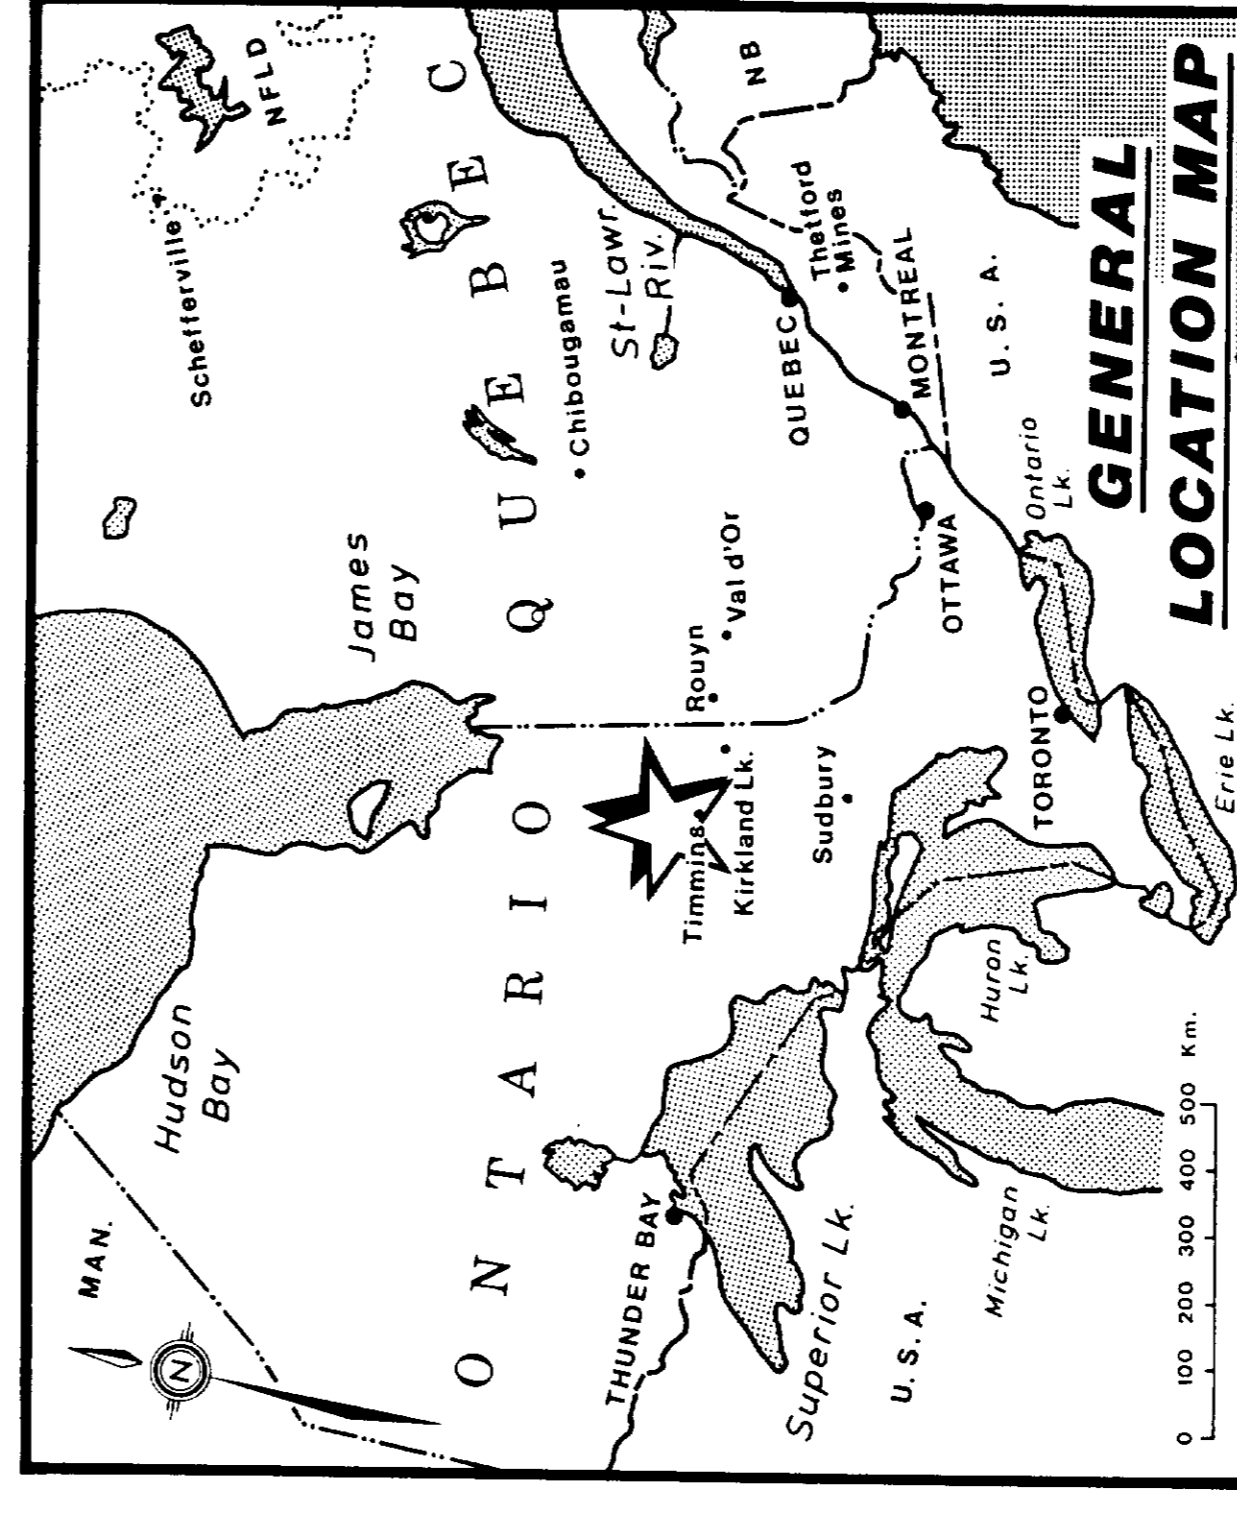 MAN.
N
Hudson
Bay
James
Bay
Schefferville
NFLD
ONTARIO
QUEBEC
Chibougamau
St-Lawr.
Riv.
NB
THUNDER BAY
Timmins
Kirkland Lk.
Rouyn
Val d'Or
QUEBEC
Thetford
Mines
Sudbury
MONTREAL
OTTAWA
U. S. A.
Superior Lk.
U. S. A.
Huron
Lk.
Michigan
Lk.
TORONTO
Ontario
Lk.
Erie Lk.
GENERAL
LOCATION MAP
0 100 200 300 400 500 Km.